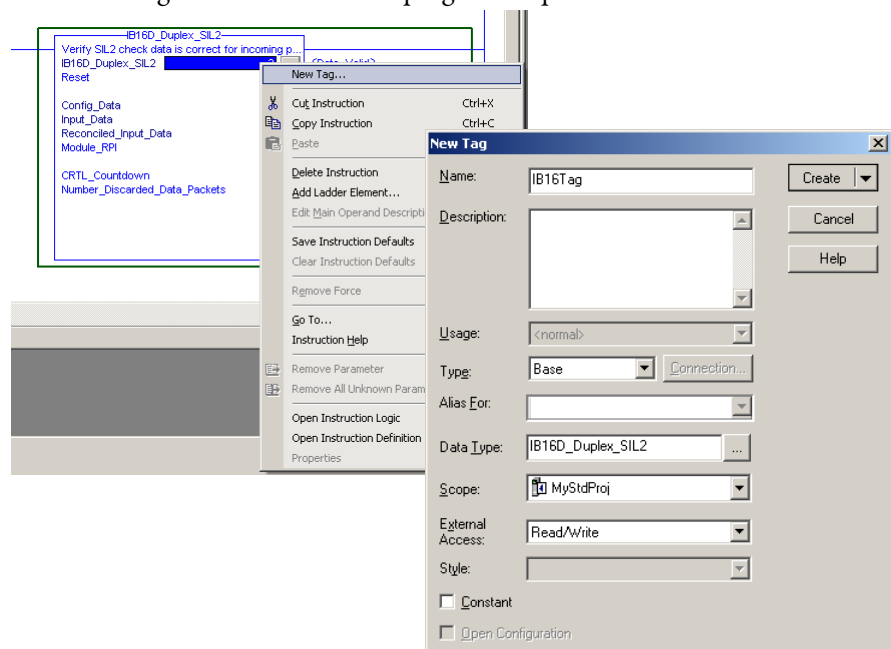 IB16D_Duplex_SIL2
Verify SIL2 check data is correct for incoming p...
IB16D_Duplex_SIL2 ?
Reset
Config_Data
Input_Data
Reconciled_Input_Data
Module_RPI
CRTL_Countdown
Number_Discarded_Data_Packets
New Tag...
Cut Instruction Ctrl+X
Copy Instruction Ctrl+C
Paste
Delete Instruction
Add Ladder Element...
Edit Main Operand Descripti
Save Instruction Defaults
Clear Instruction Defaults
Remove Force
Go To...
Instruction Help
Remove Parameter
Remove All Unknown Param
Open Instruction Logic
Open Instruction Definition
Properties
New Tag
Name: IB16Tag
Create
Description:
Cancel
Help
Usage: <normal>
Type: Base Connection...
Alias For:
Data Type: IB16D_Duplex_SIL2 ...
Scope: MyStdProj
External
Access: Read/Write
Style:
Constant
Open Configuration